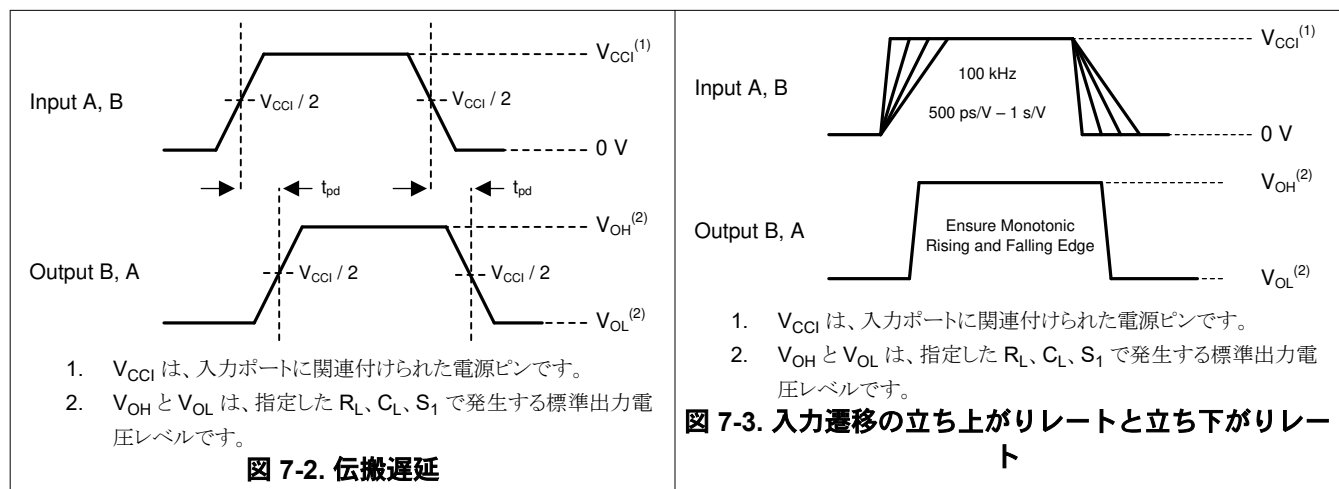 Input A, B
V_CCI / 2
V_CCI / 2
V_CCI(1)
0 V
t_pd
t_pd
Output B, A
V_CCI / 2
V_CCI / 2
V_OH(2)
V_OL(2)
1. V_CCI は、入力ポートに関連付けられた電源ピンです。
2. V_OH と V_OL は、指定した R_L、C_L、S_1 で発生する標準出力電
圧レベルです。
図 7-2. 伝搬遅延
Input A, B
100 kHz
500 ps/V – 1 s/V
V_CCI(1)
0 V
Output B, A
Ensure Monotonic
Rising and Falling Edge
V_OH(2)
V_OL(2)
1. V_CCI は、入力ポートに関連付けられた電源ピンです。
2. V_OH と V_OL は、指定した R_L、C_L、S_1 で発生する標準出力電
圧レベルです。
図 7-3. 入力遷移の立ち上がりレートと立ち下がりレー
ト